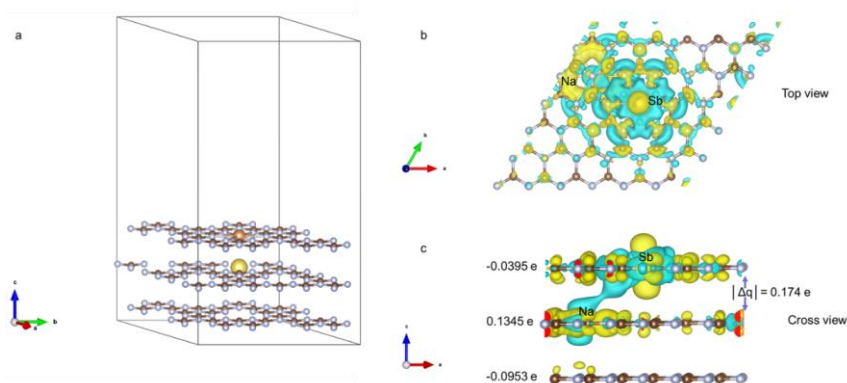 a
c
b
a
b
b
a
Na
Sb
Top view
c
-0.0395 e
Sb
|Δq| = 0.174 e
Na
0.1345 e
Cross view
c
a
-0.0953 e